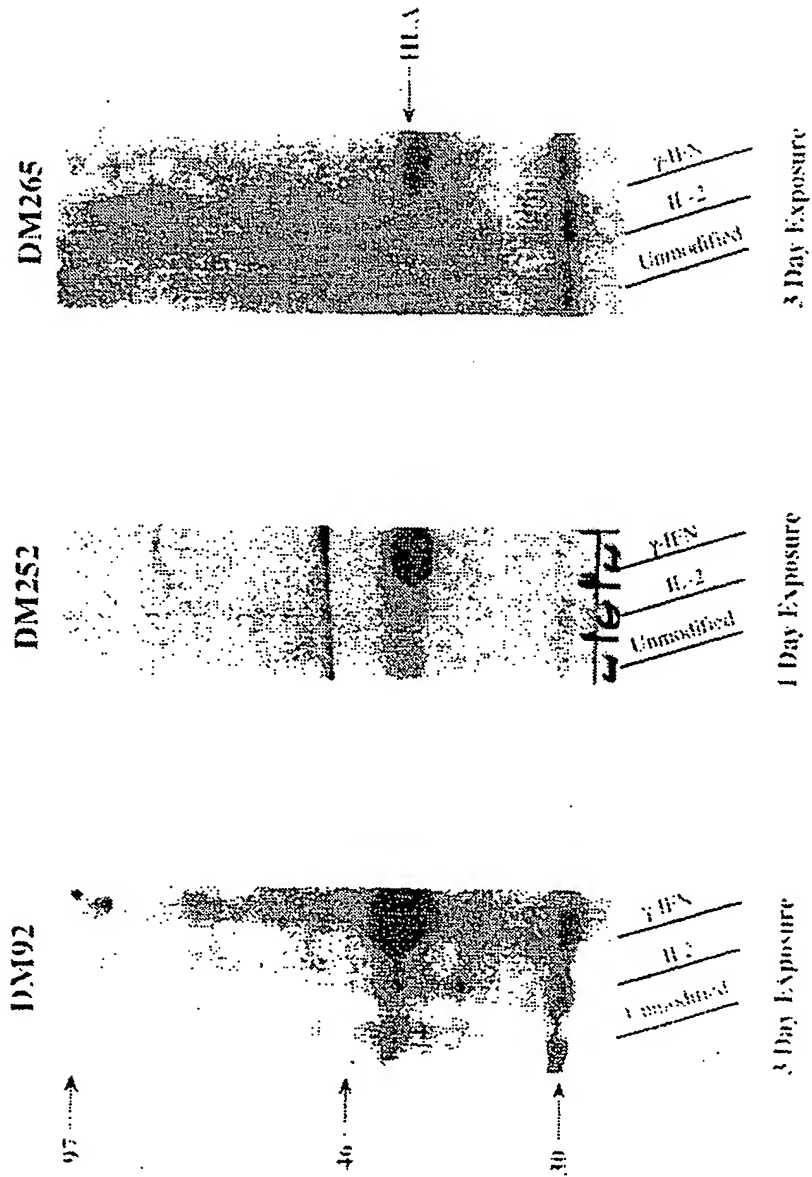 DM92
97
46
30
Unmodified
IL-2
γ-IFN
3 Day Exposure
DM252
Unmodified
IL-2
γ-IFN
1 Day Exposure
DM265
HLA
Unmodified
IL-2
γ-IFN
3 Day Exposure